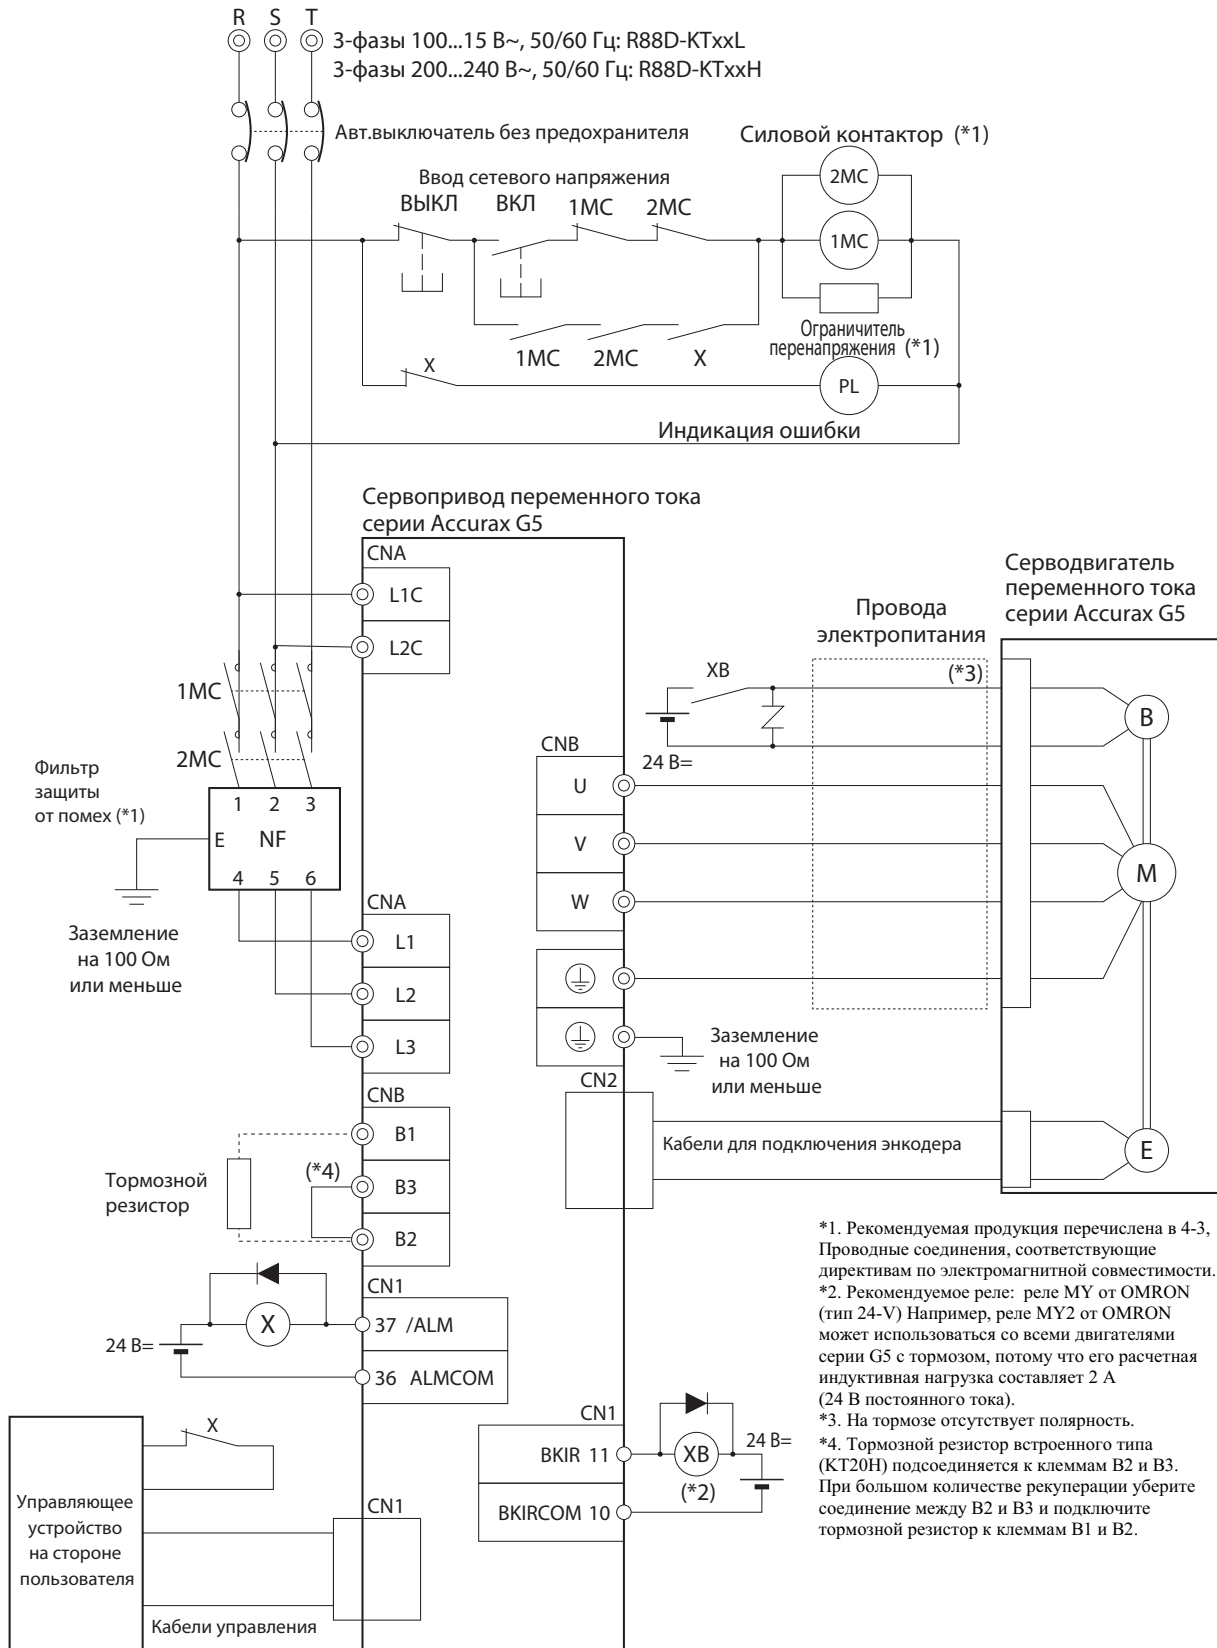 R S T
3-фазы 100...15 В~, 50/60 Гц: R88D-KTxxL
3-фазы 200...240 В~, 50/60 Гц: R88D-KTxxH
Авт.выключатель без предохранителя
Силовой контактор (*1)
Ввод сетевого напряжения
ВЫКЛ ВКЛ 1MC 2MC
2MC
1MC
Ограничитель
перенапряжения (*1)
1MC 2MC X
X
PL
Индикация ошибки
Сервопривод переменного тока
серии Accurax G5
CNA
L1C
L2C
Серводвигатель
переменного тока
серии Accurax G5
Провода
электропитания
(*3)
XB
24 В=
B
1MC
2MC
Фильтр
защиты
от помех (*1)
1 2 3
E NF
4 5 6
Заземление
на 100 Ом
или меньше
CNB
U
V
W
M
CNA
L1
L2
L3
Заземление
на 100 Ом
или меньше
CN2
Кабели для подключения энкодера
E
CNB
B1
B3
B2
(*4)
Тормозной
резистор
CN1
X
37 /ALM
24 В=
36 ALMCOM
CN1
BKIR 11
XB
24 В=
(*2)
BKIRCOM 10
X
Управляющее
устройство
на стороне
пользователя
CN1
Кабели управления
*1. Рекомендуемая продукция перечислена в 4-3,
Проводные соединения, соответствующие
директивам по электромагнитной совместимости.
*2. Рекомендуемое реле: реле MY от OMRON
(тип 24-V) Например, реле MY2 от OMRON
может использоваться со всеми двигателями
серии G5 с тормозом, потому что его расчетная
индуктивная нагрузка составляет 2 А
(24 В постоянного тока).
*3. На тормозе отсутствует полярность.
*4. Тормозной резистор встроенного типа
(KT20H) подсоединяется к клеммам B2 и B3.
При большом количестве рекуперации уберите
соединение между B2 и B3 и подключите
тормозной резистор к клеммам B1 и B2.